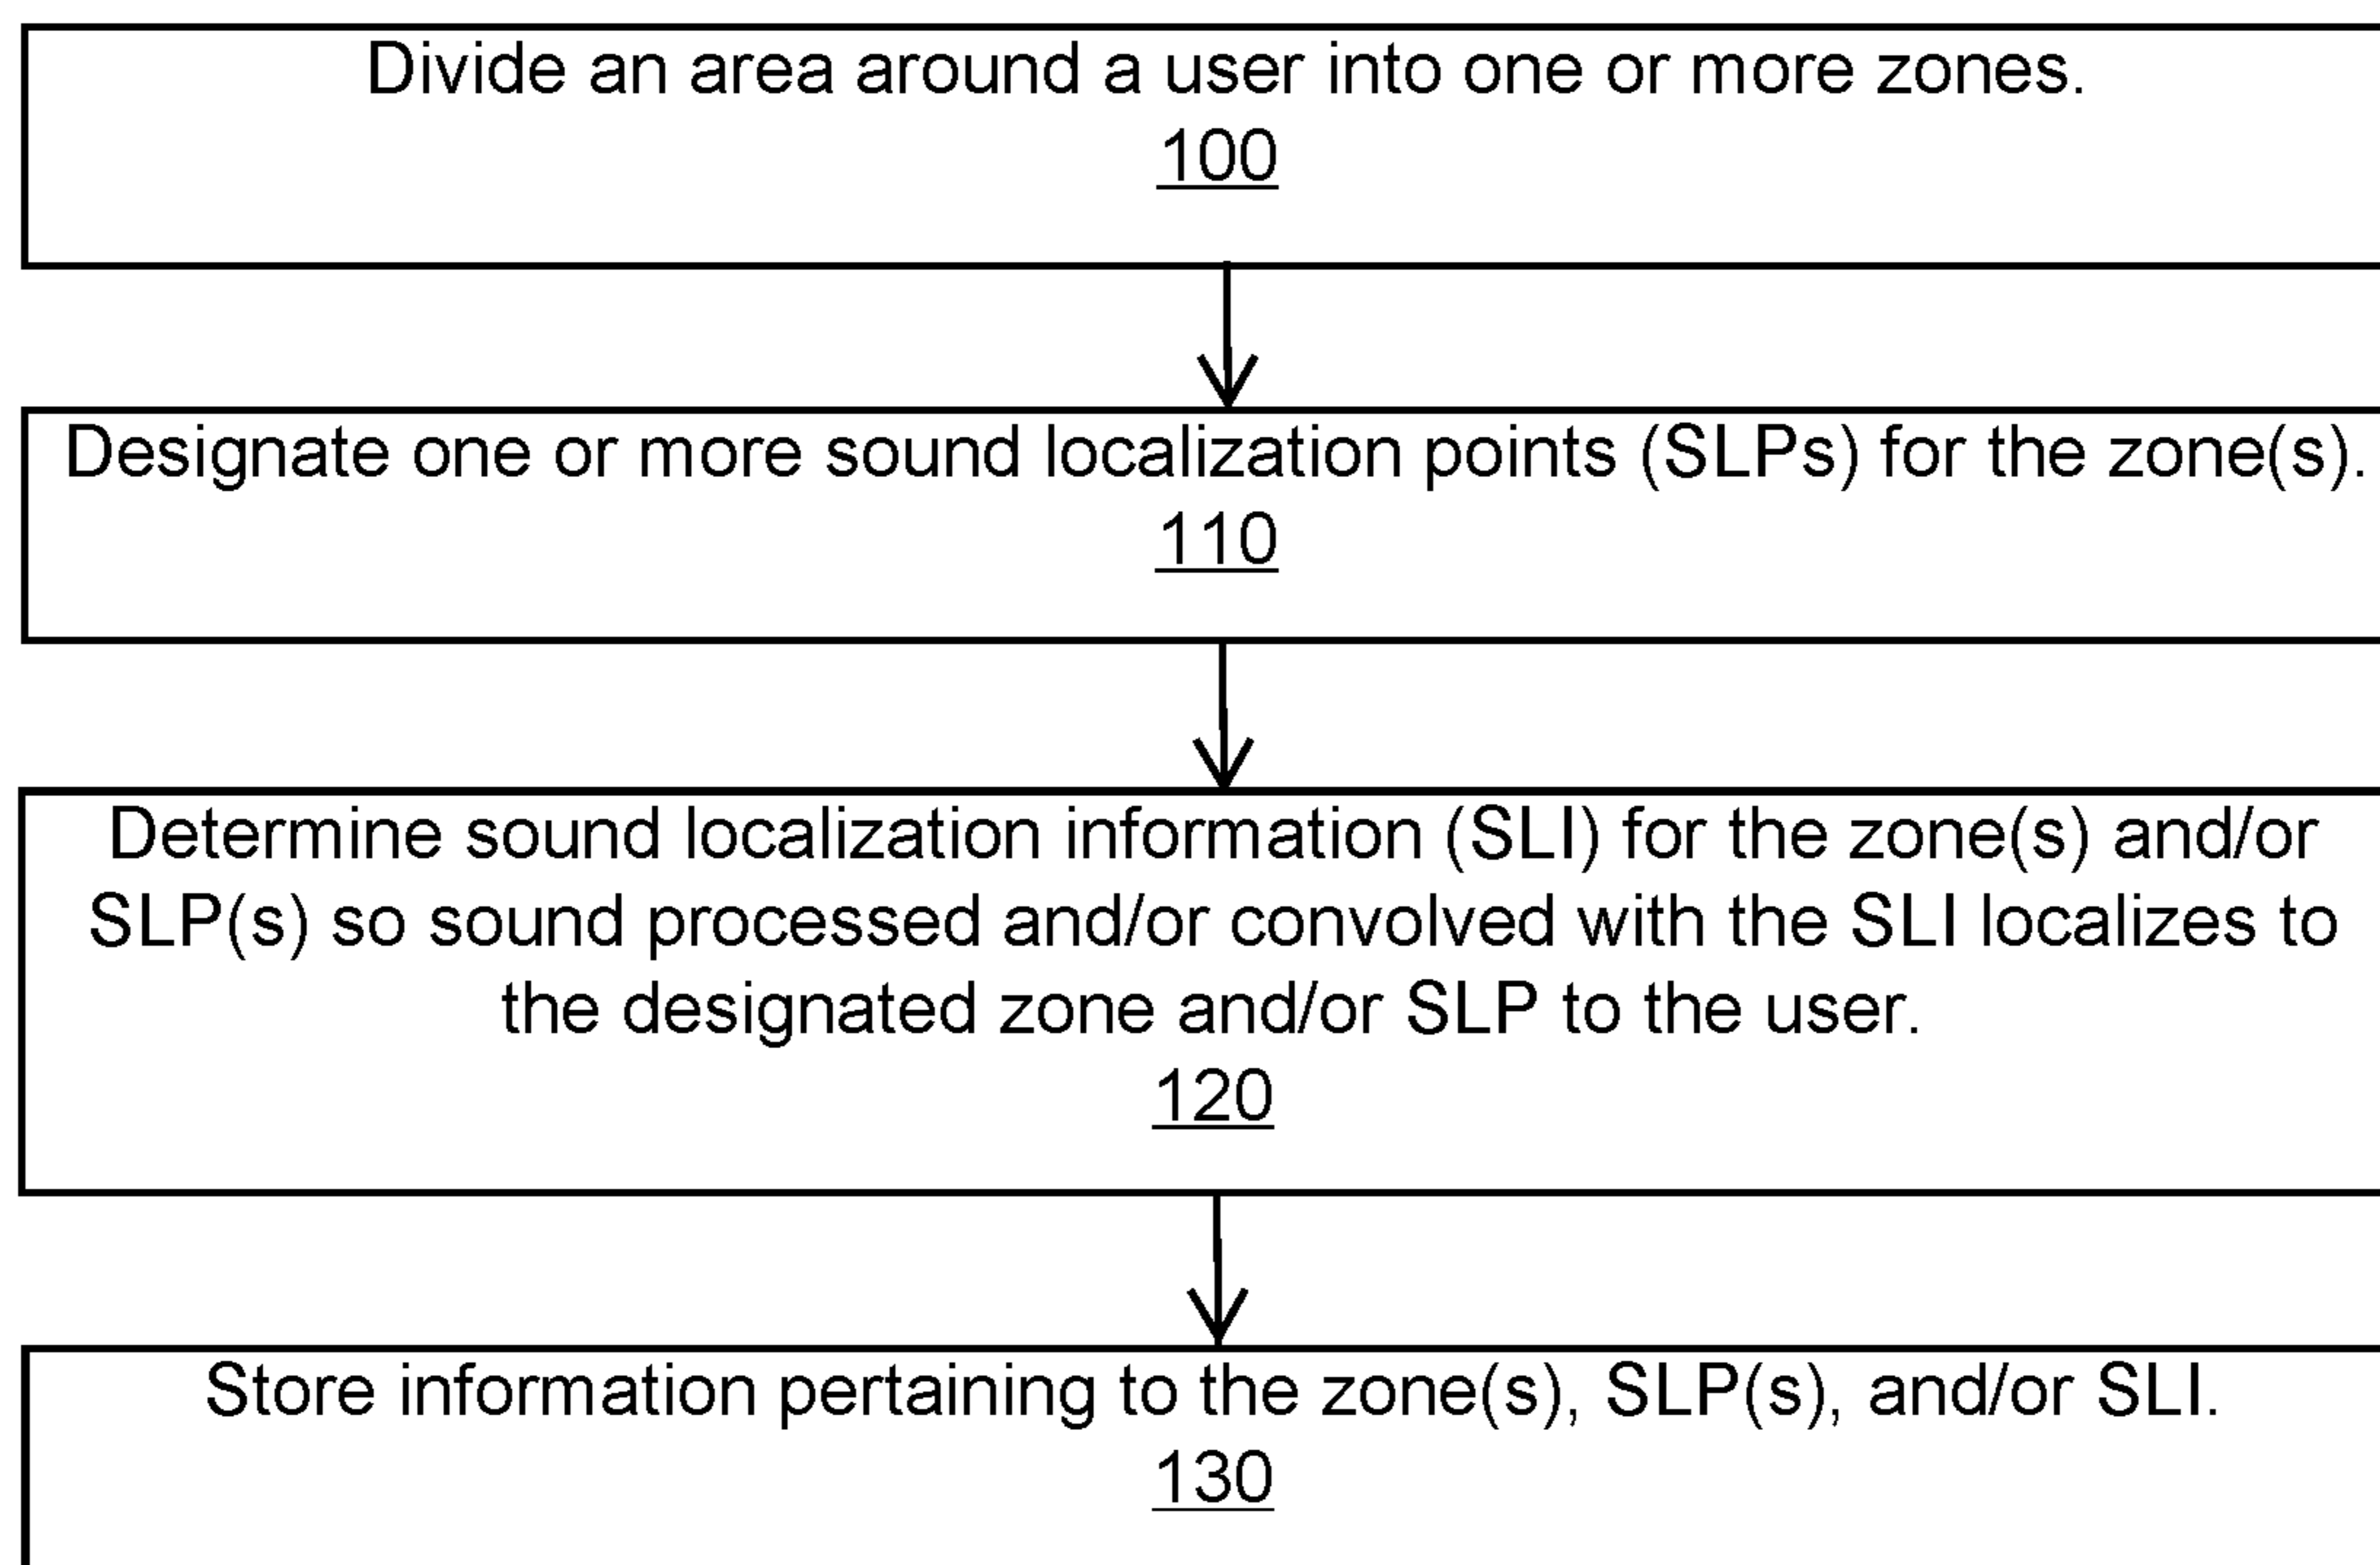 Divide an area around a user into one or more zones.
100
Designate one or more sound localization points (SLPs) for the zone(s).
110
Determine sound localization information (SLI) for the zone(s) and/or
SLP(s) so sound processed and/or convolved with the SLI localizes to
the designated zone and/or SLP to the user.
120
Store information pertaining to the zone(s), SLP(s), and/or SLI.
130